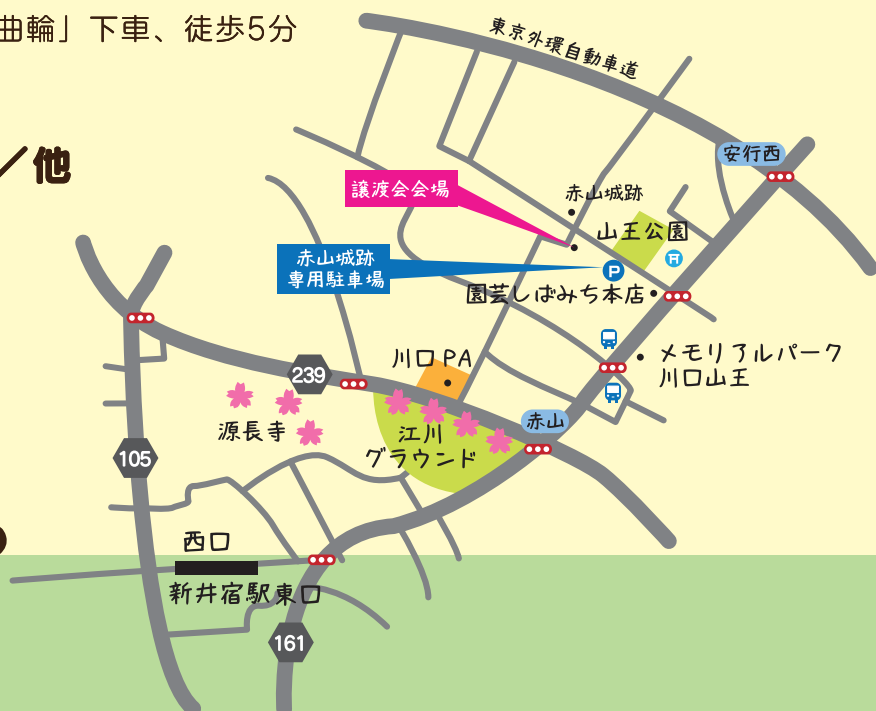 曲輪」下車、徒歩5分
／他
東京外環自動車道
安行西
譲渡会会場
赤山城跡
山王公園
赤山城跡
専用駐車場
P
園芸しばみち本店
メモリアルパーク
川口山王
川口PA
239
赤山
源長寺
江川
グラウンド
105
西口
新井宿駅東口
161